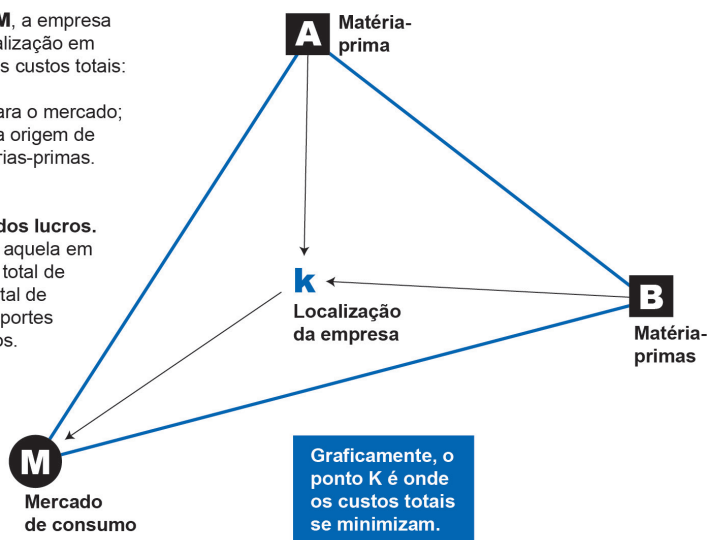 M, a empresa
alização em
s custos totais:
ara o mercado;
a origem de
rias-primas.
dos lucros.
aquela em
total de
tal de
portes
os.
A
Matéria-
prima
k
Localização
da empresa
B
Matéria-
primas
M
Mercado
de consumo
Graficamente, o
ponto K é onde
os custos totais
se minimizam.